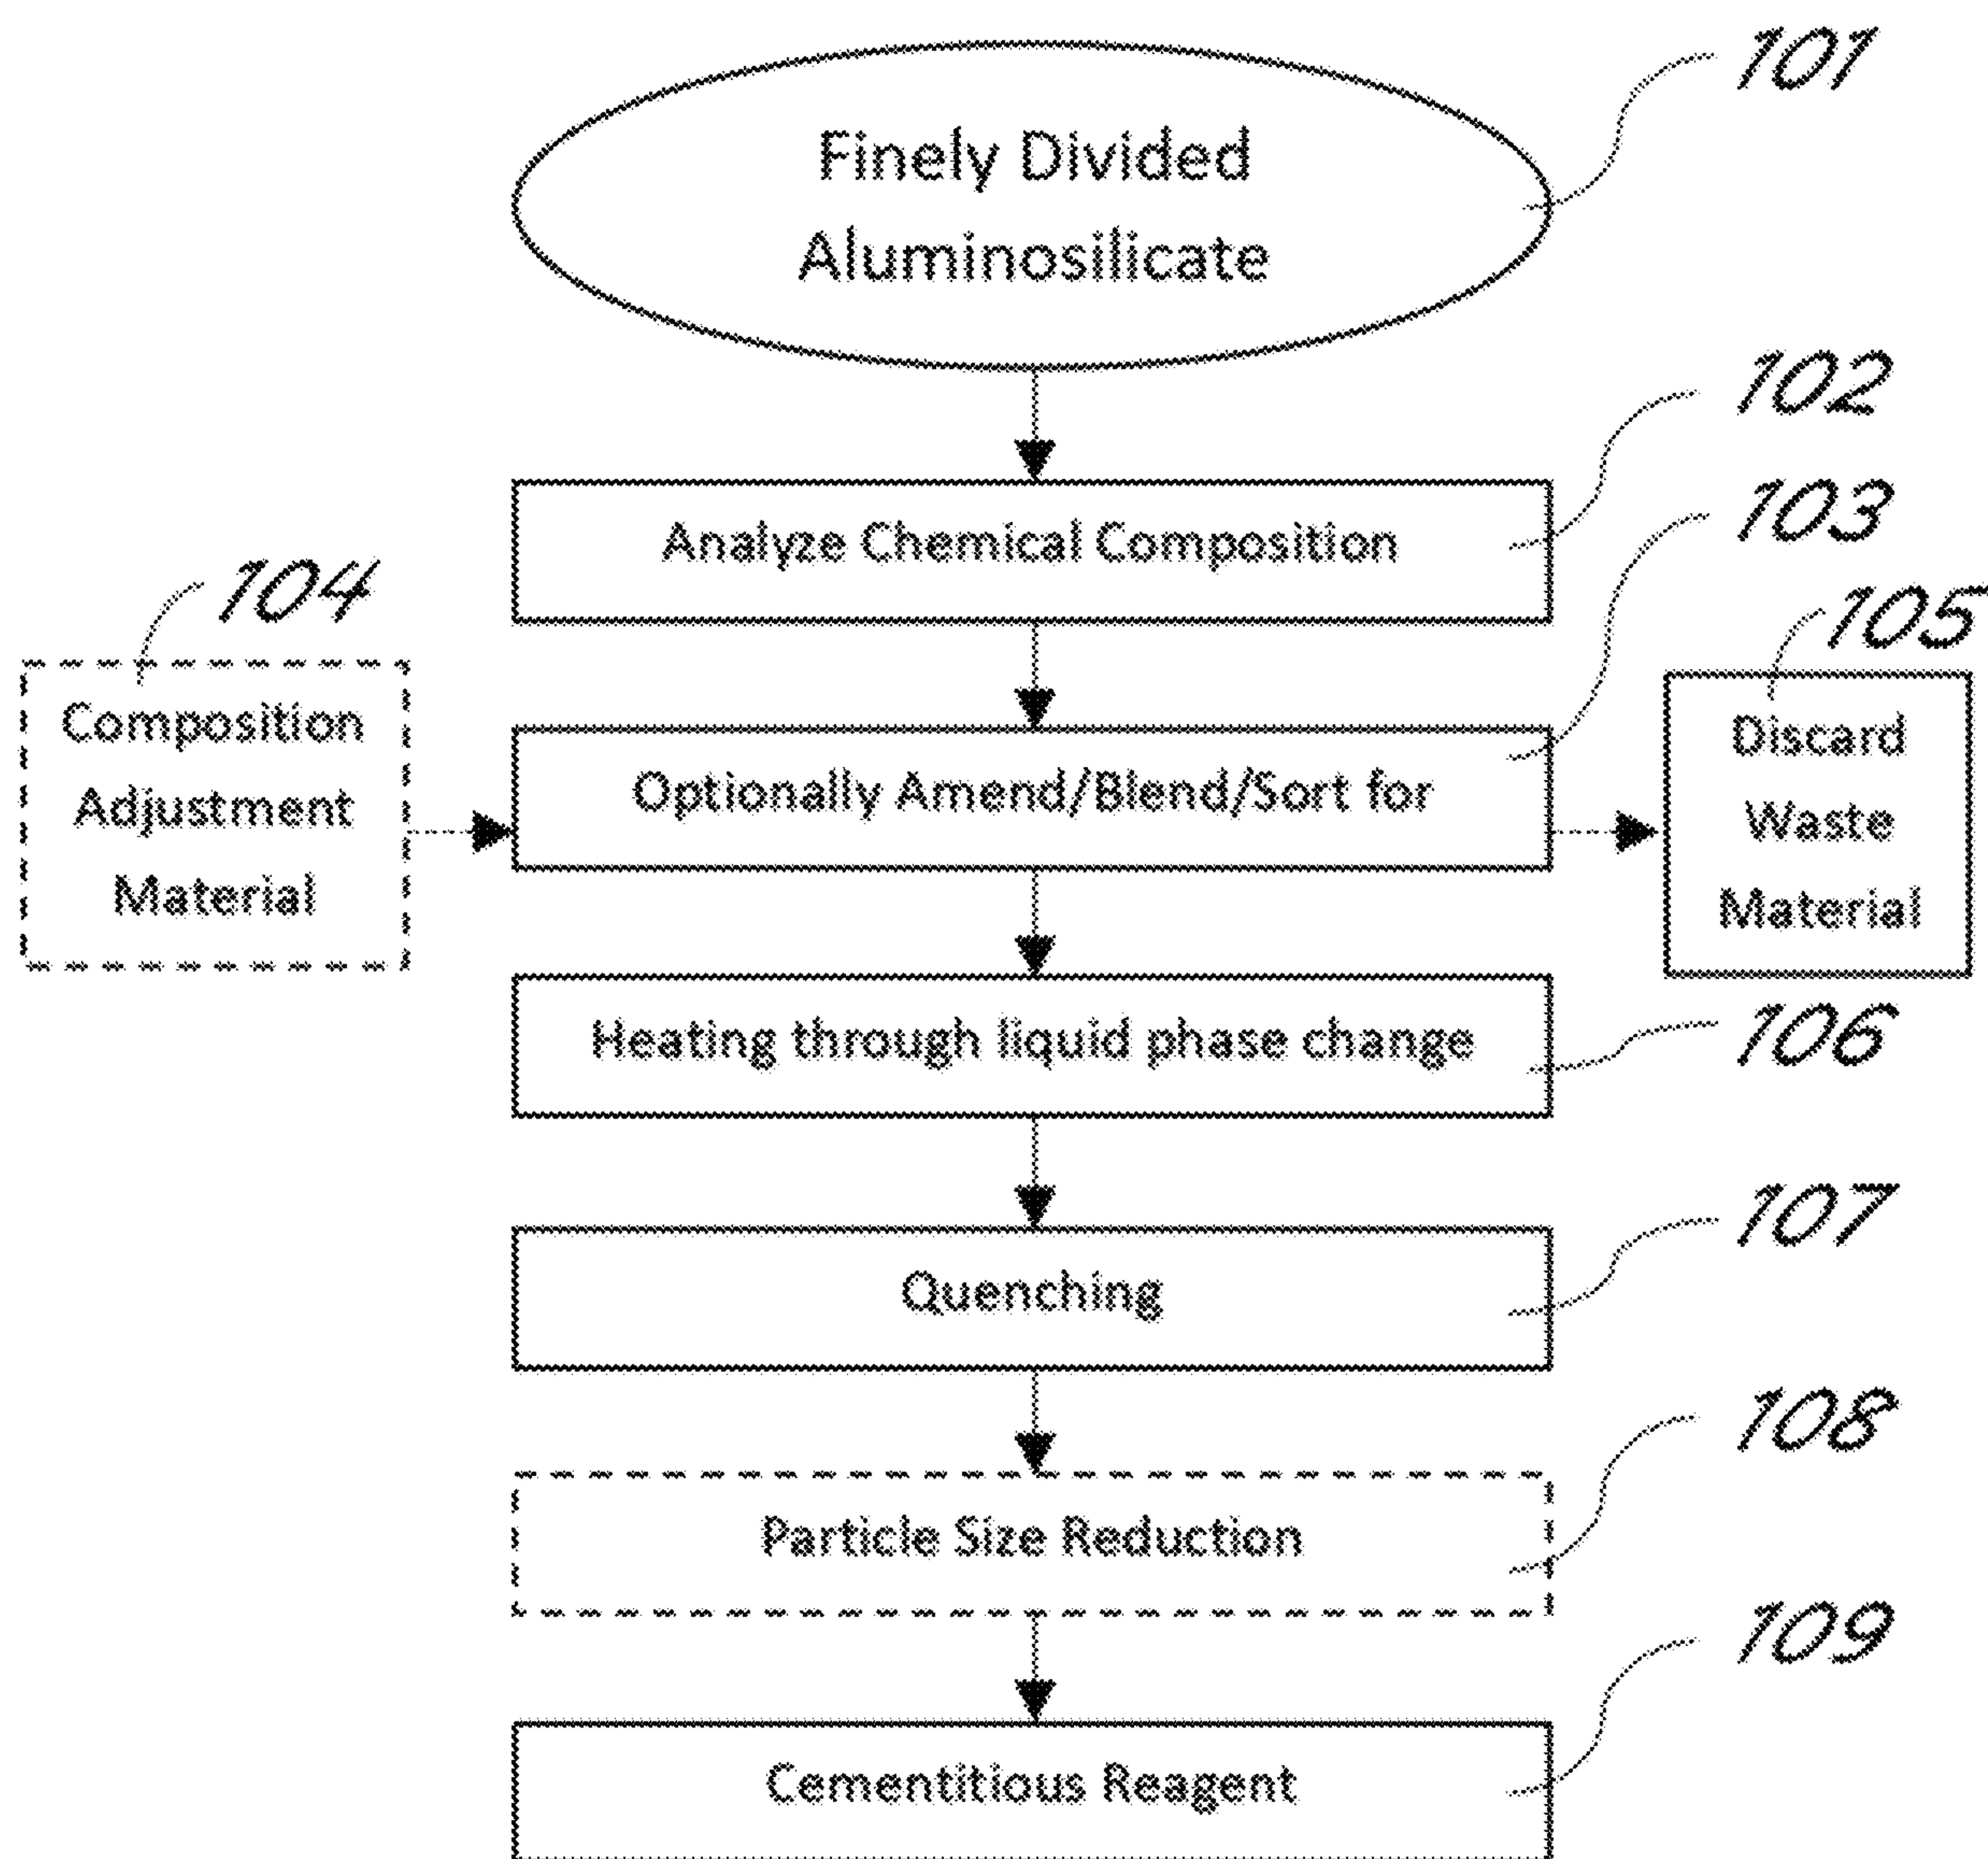 101
Finely Divided
Aluminosilicate
102
Analyze Chemical Composition
103
104
Composition
Adjustment
Material
Optionally Amend/Blend/Sort for
105
Discard
Waste
Material
106
Heating through liquid phase change
107
Quenching
108
Particle Size Reduction
109
Cementitious Reagent